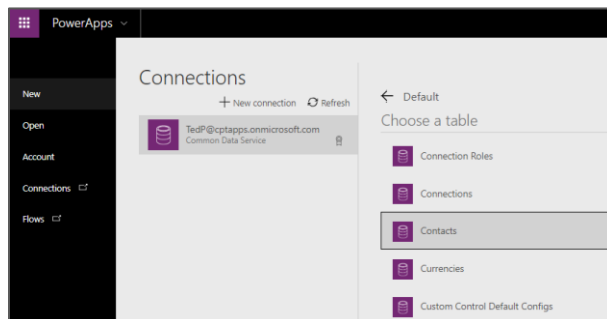 PowerApps
New
Open
Account
Connections
Flows
Connections
New connection
Refresh
TedP@cptapps.onmicrosoft.com
Common Data Service
Default
Choose a table
Connection Roles
Connections
Contacts
Currencies
Custom Control Default Configs